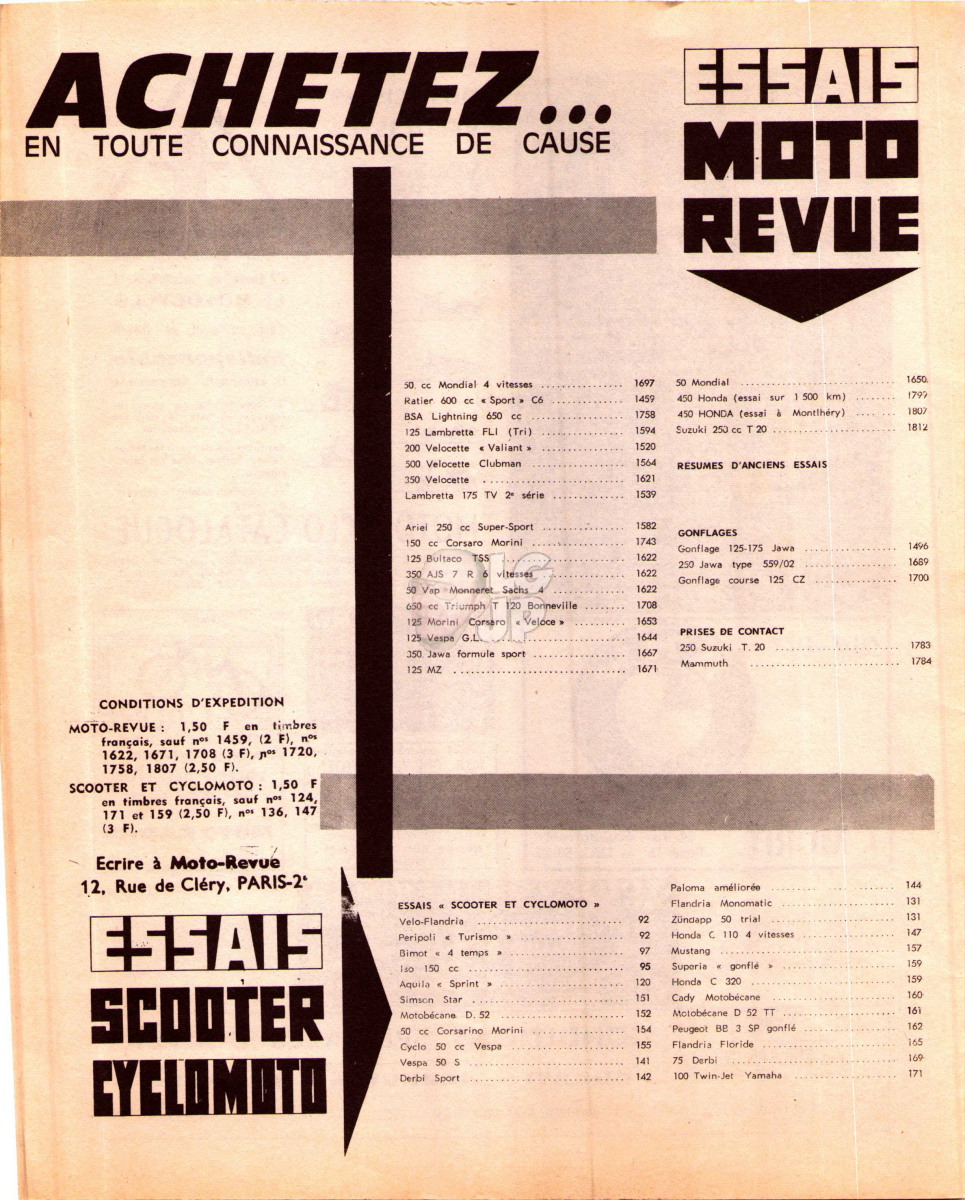 ACHETEZ...
EN TOUTE CONNAISSANCE DE CAUSE
ESSAIS
MOTO
REVUE
50 cc Mondial 4 vitesses ................ 1697
Ratier 600 cc « Sport » C6 ................ 1459
BSA Lightning 650 cc ................ 1758
125 Lambretta FLI (Tri) ................ 1594
200 Velocette « Valiant » ................ 1520
500 Velocette Clubman ................ 1564
350 Velocette ................ 1621
Lambretta 175 TV 2e série ................ 1539
Ariel 250 cc Super-Sport ................ 1582
150 cc Corsaro Morini ................ 1743
125 Bultaco TSS ................ 1622
350 AJS 7 R 6 vitesses ................ 1622
50 Vap Monneret Sachs 4 ................ 1622
650 cc Triumph T 120 Bonneville ........ 1708
125 Morini Corsaro « Veloce » ............ 1653
125 Vespa G.L. ................ 1644
350 Jawa formule sport ................ 1667
125 MZ ................ 1671
50 Mondial ................ 1650
450 Honda (essai sur 1 500 km) ........ 1799
450 HONDA (essai à Montlhéry) ........ 1807
Suzuki 250 cc T 20 ................ 1812
RESUMES D'ANCIENS ESSAIS
GONFLAGES
Gonflage 125-175 Jawa ................ 1496
250 Jawa type 559/02 ................ 1689
Gonflage course 125 CZ ................ 1700
PRISES DE CONTACT
250 Suzuki T. 20 ................ 1783
Mammuth ................ 1784
BIG
JP
CONDITIONS D'EXPEDITION
MOTO-REVUE : 1,50 F en timbres
français, sauf nos 1459, (2 F), nos
1622, 1671, 1708 (3 F), nos 1720,
1758, 1807 (2,50 F).
SCOOTER ET CYCLOMOTO : 1,50 F
en timbres français, sauf nos 124,
171 et 159 (2,50 F), nos 136, 147
(3 F).
Ecrire à Moto-Revue
12, Rue de Cléry, PARIS-2e
ESSAIS
SCOOTER
CYCLOMOTO
ESSAIS « SCOOTER ET CYCLOMOTO »
Velo-Flandria ................ 92
Peripoli « Turismo » ................ 92
Bimot « 4 temps » ................ 97
Iso 150 cc ................ 95
Aquila « Sprint » ................ 120
Simson Star ................ 151
Motobécane D. 52 ................ 152
50 cc Corsarino Morini ................ 154
Cyclo 50 cc Vespa ................ 155
Vespa 50 S ................ 141
Derbi Sport ................ 142
Paloma améliorée ................ 144
Flandria Monomatic ................ 131
Zündapp 50 trial ................ 131
Honda C 110 4 vitesses ................ 147
Mustang ................ 157
Superia « gonflé » ................ 159
Honda C 320 ................ 159
Cady Motobécane ................ 160
Motobécane D 52 TT ................ 161
Peugeot BB 3 SP gonflé ................ 162
Flandria Floride ................ 165
75 Derbi ................ 169
100 Twin-Jet Yamaha ................ 171